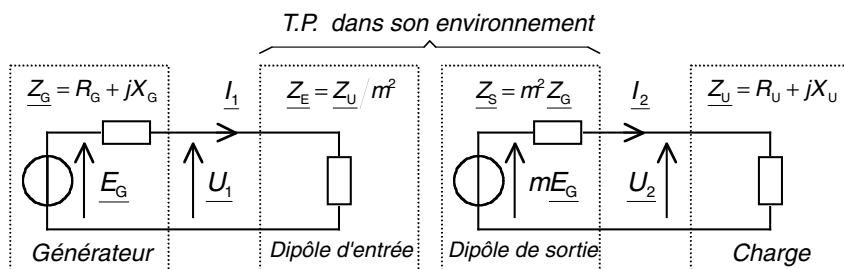 T.P. dans son environnement
Z_G = R_G + jX_G
I_1
Z_E = Z_U / m²
Z_S = m² Z_G
I_2
Z_U = R_U + jX_U
E_G
U_1
mE_G
U_2
Générateur
Dipôle d'entrée
Dipôle de sortie
Charge